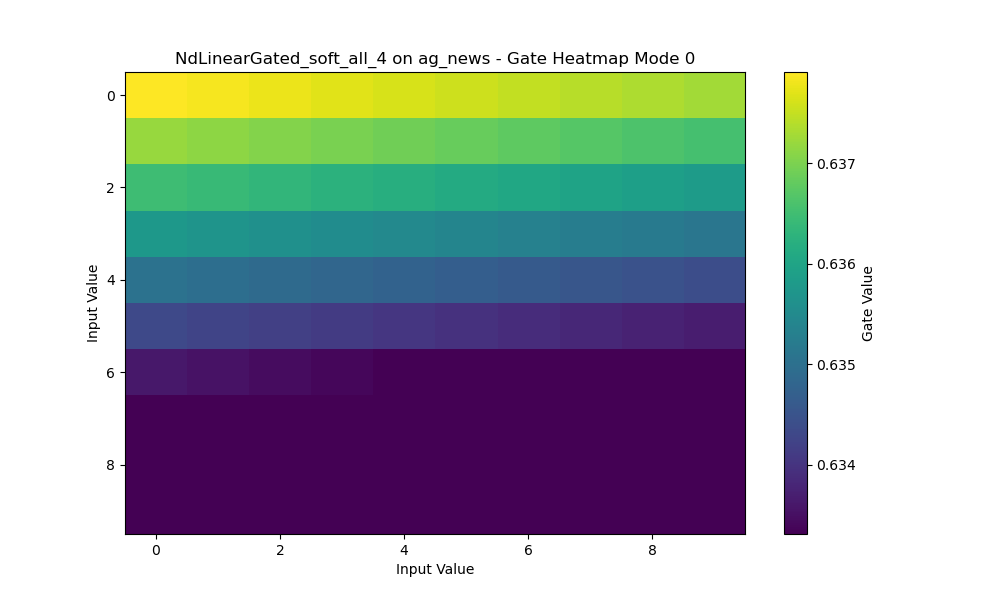 NdLinearGated_soft_all_4 on ag_news - Gate Heatmap Mode 0
0
2
4
6
8
Input Value
0 2 4 6 8
Input Value
0.637
0.636
0.635
0.634
Gate Value